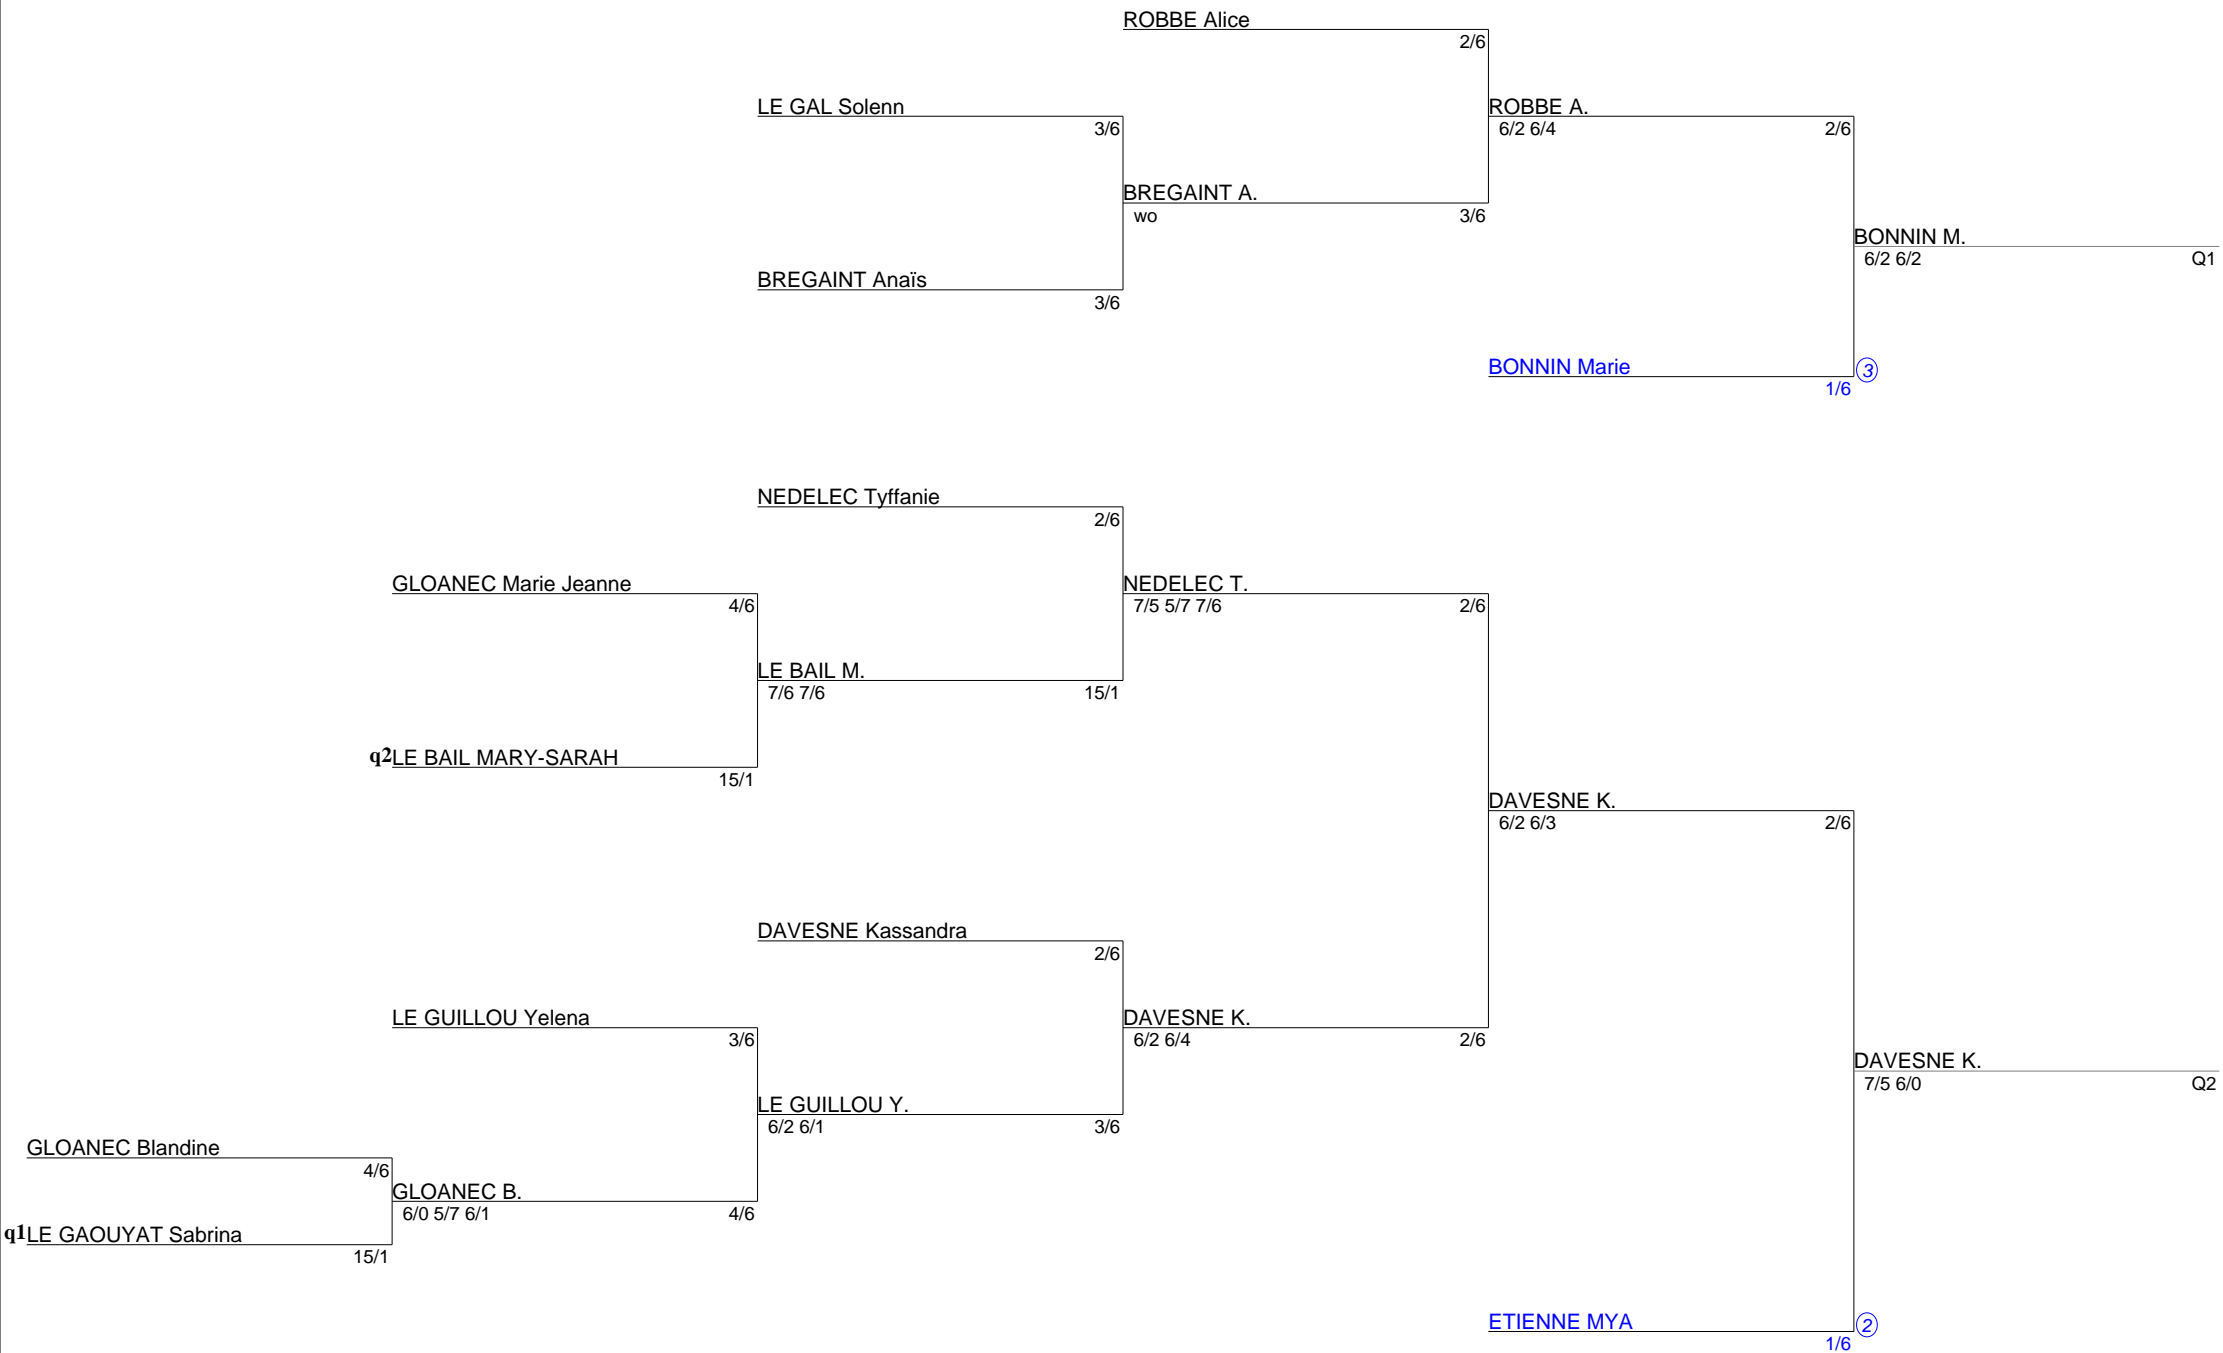 ROBBE Alice
2/6
LE GAL Solenn
3/6
ROBBE A.
6/2 6/4
2/6
BREGAINT A.
wo
3/6
BONNIN M.
6/2 6/2
Q1
BREGAINT Anaïs
3/6
BONNIN Marie
3
1/6
NEDELEC Tyffanie
2/6
GLOANEC Marie Jeanne
4/6
NEDELEC T.
7/5 5/7 7/6
2/6
LE BAIL M.
7/6 7/6
15/1
q2 LE BAIL MARY-SARAH
15/1
DAVESNE K.
6/2 6/3
2/6
DAVESNE Kassandra
2/6
LE GUILLOU Yelena
3/6
DAVESNE K.
6/2 6/4
2/6
DAVESNE K.
7/5 6/0
Q2
LE GUILLOU Y.
6/2 6/1
3/6
GLOANEC Blandine
4/6
GLOANEC B.
6/0 5/7 6/1
4/6
q1 LE GAOUYAT Sabrina
15/1
ETIENNE MYA
2
1/6